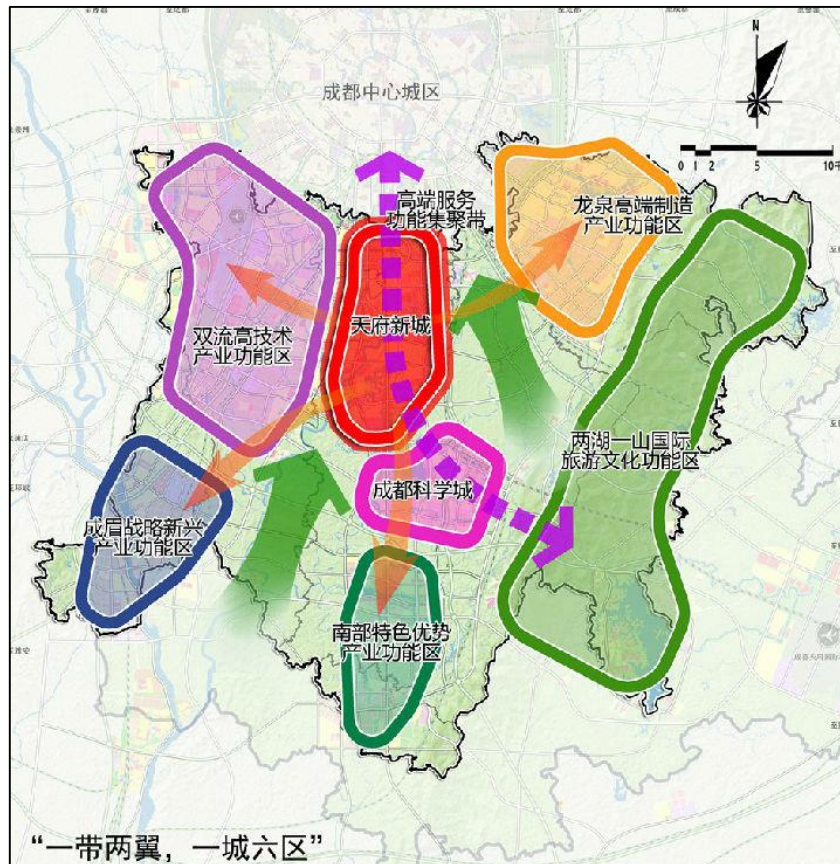 成都中心城区
N
0 1 2 5 10千
高端服务
功能集聚带
龙泉高端制造
产业功能区
天府新城
双流高技术
产业功能区
两湖一山国际
旅游文化功能区
成都科学城
成眉战略新兴
产业功能区
南部特色优势
产业功能区
“一带两翼，一城六区”